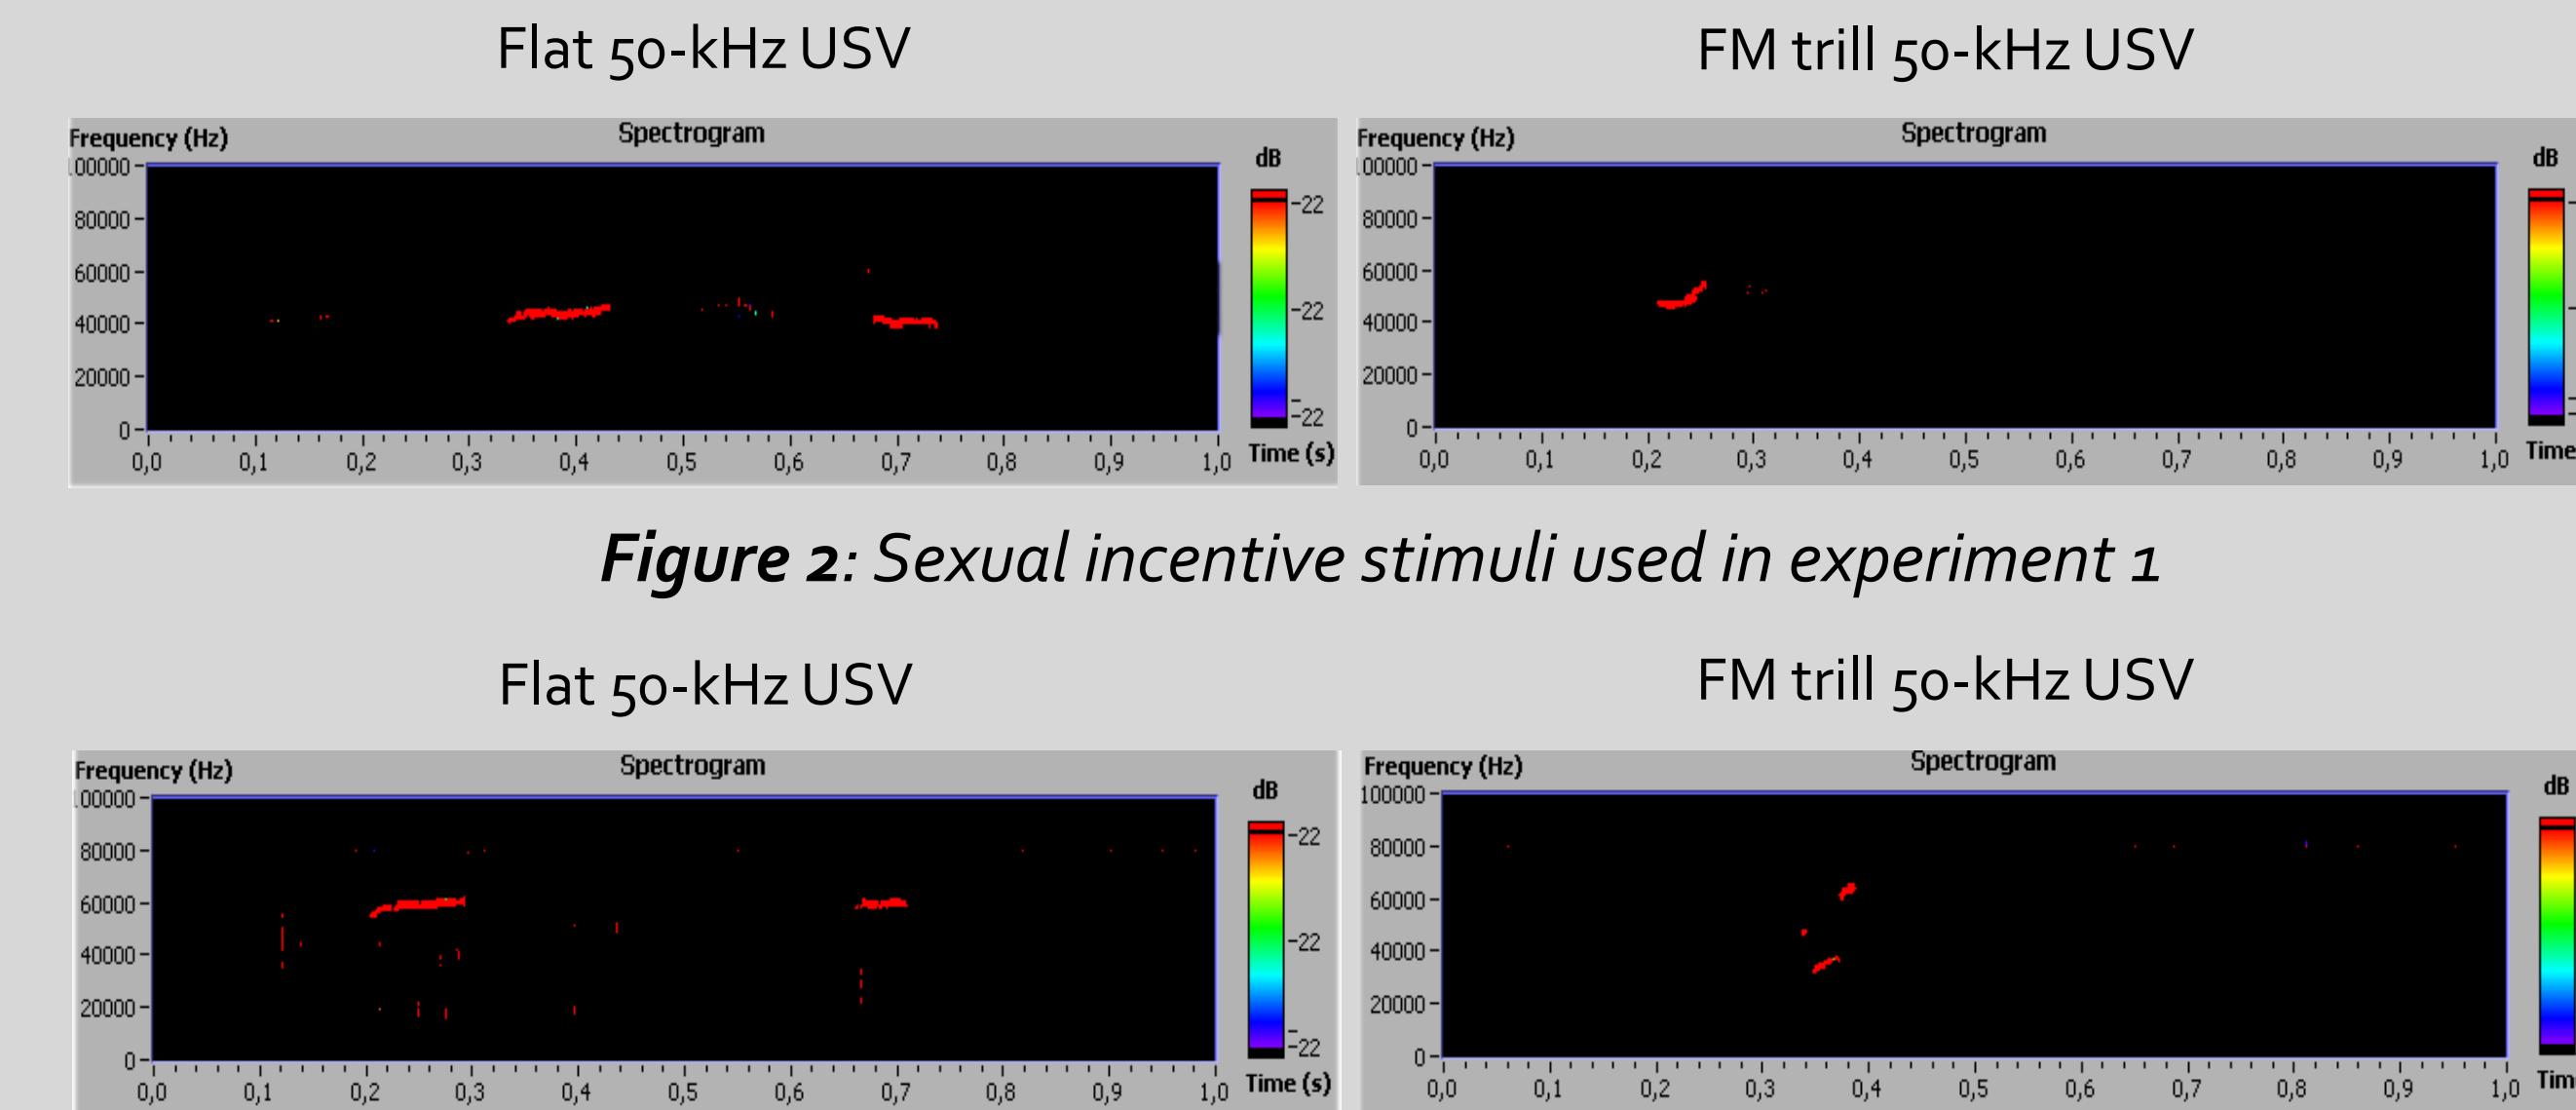 Flat 50-kHz USV
FM trill 50-kHz USV
Frequency (Hz)
Spectrogram
dB
00000
80000
60000
40000
20000
0
-22
-22
-22
0,0 0,1 0,2 0,3 0,4 0,5 0,6 0,7 0,8 0,9 1,0
Time (s)
Frequency (Hz)
Spectrogram
dB
00000
80000
60000
40000
20000
0
0,0 0,1 0,2 0,3 0,4 0,5 0,6 0,7 0,8 0,9 1,0
Time
Figure 2: Sexual incentive stimuli used in experiment 1
Flat 50-kHz USV
FM trill 50-kHz USV
Frequency (Hz)
Spectrogram
dB
00000
80000
60000
40000
20000
0
-22
-22
-22
0,0 0,1 0,2 0,3 0,4 0,5 0,6 0,7 0,8 0,9 1,0
Time (s)
Frequency (Hz)
Spectrogram
dB
100000
80000
60000
40000
20000
0
0,0 0,1 0,2 0,3 0,4 0,5 0,6 0,7 0,8 0,9 1,0
Tim